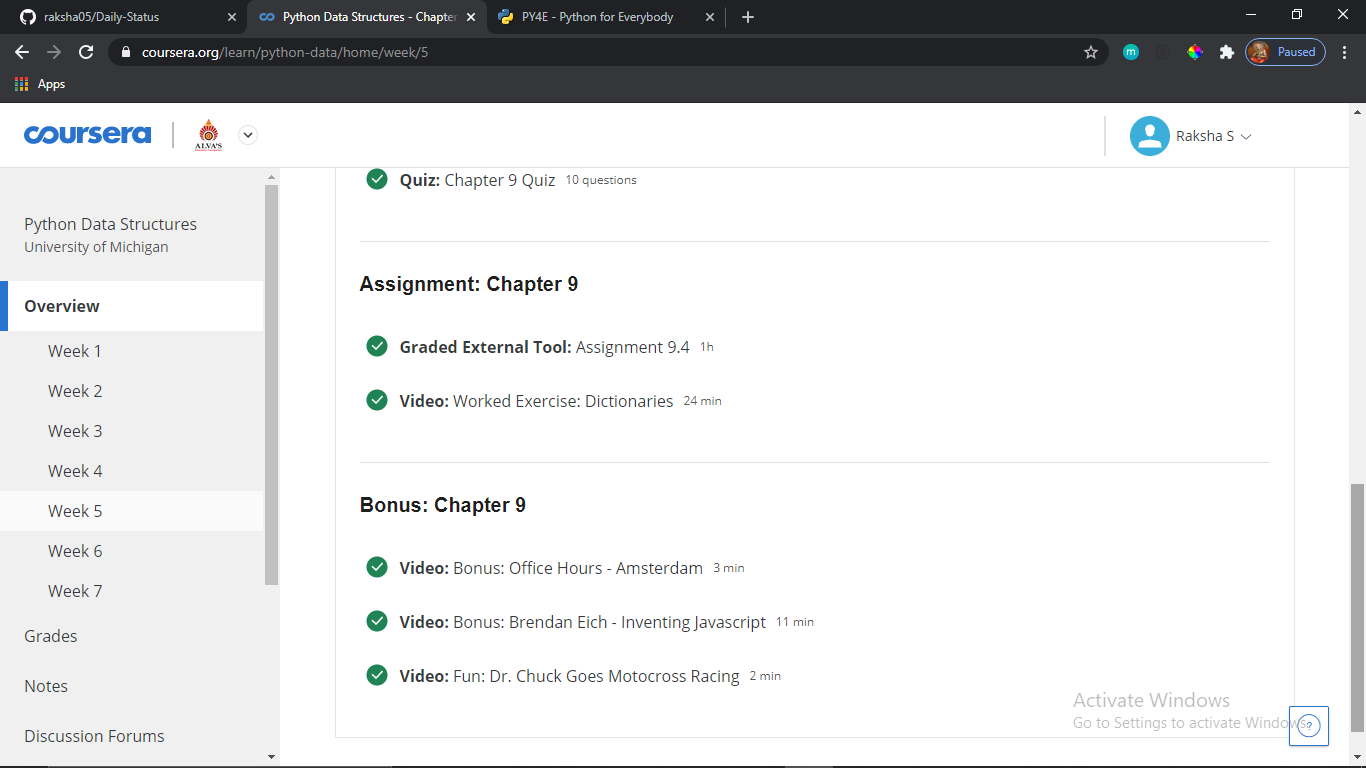 raksha05/Daily-Status
Python Data Structures - Chapter
PY4E - Python for Everybody
coursera.org/learn/python-data/home/week/5
m
Paused
Apps
coursera
ALVA'S
Raksha S
Python Data Structures
University of Michigan
Overview
Week 1
Week 2
Week 3
Week 4
Week 5
Week 6
Week 7
Grades
Notes
Discussion Forums
Quiz: Chapter 9 Quiz 10 questions
Assignment: Chapter 9
Graded External Tool: Assignment 9.4 1h
Video: Worked Exercise: Dictionaries 24 min
Bonus: Chapter 9
Video: Bonus: Office Hours - Amsterdam 3 min
Video: Bonus: Brendan Eich - Inventing Javascript 11 min
Video: Fun: Dr. Chuck Goes Motocross Racing 2 min
Activate Windows
Go to Settings to activate Windows.
?